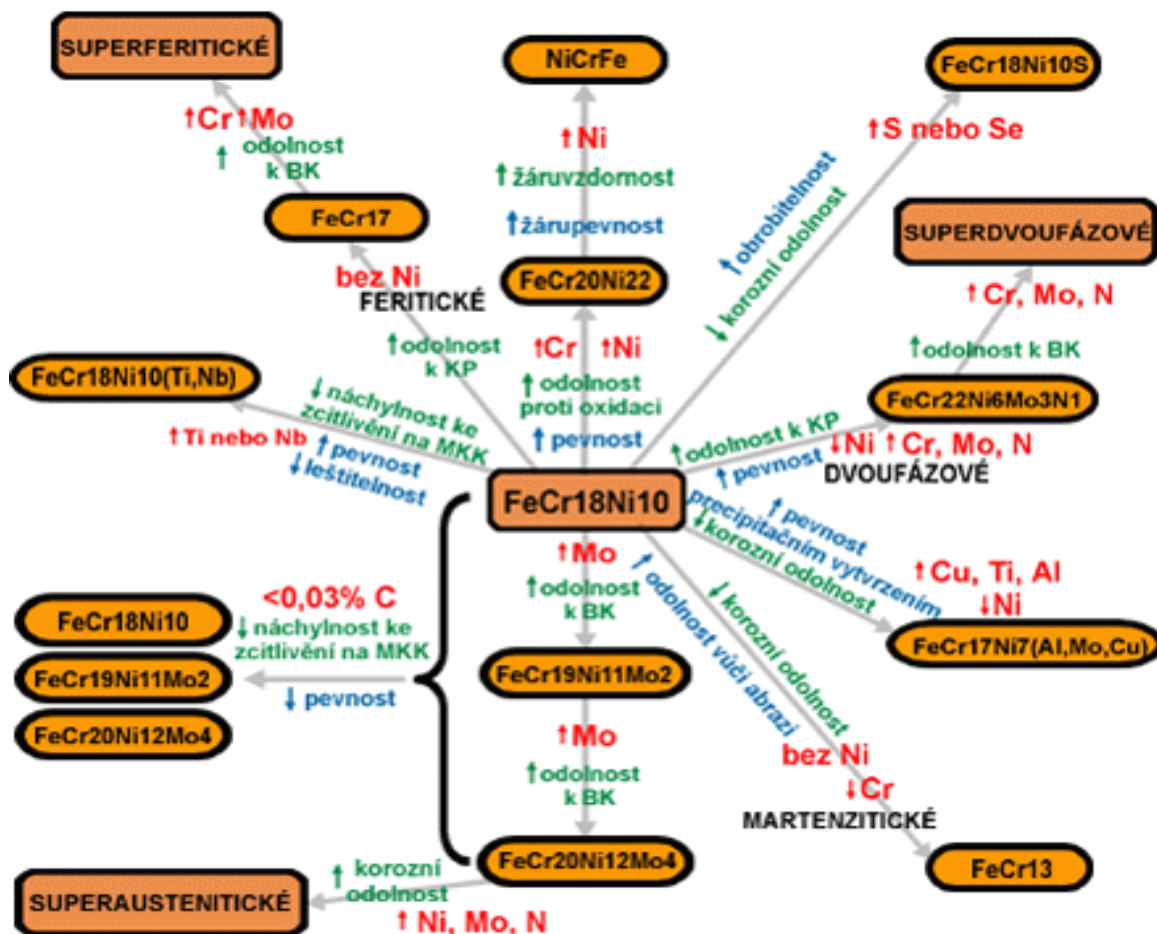 SUPERFERITICKÉ
↑Cr↑Mo
↑ odolnost
k BK
FeCr17
bez Ni
FERITICKÉ
↑odolnost
k KP
NiCrFe
↑Ni
↑žáruvzdornost
↑žárupevnost
FeCr20Ni22
↑Cr ↑Ni
↑ odolnost
proti oxidaci
↑ pevnost
FeCr18Ni10S
↑S nebo Se
↑obrobitelnost
↓ korozní odolnost
SUPERDVOUFÁZOVÉ
↑Cr, Mo, N
↑odolnost k BK
FeCr22Ni6Mo3N1
↑odolnost k KP
↓Ni ↑Cr, Mo, N
↑ pevnost
DVOUFÁZOVÉ
FeCr18Ni10(Ti,Nb)
↓ náchylnost ke
zcitlivění na MKK
↑Ti nebo Nb
↑ pevnost
↓leštitelnost
FeCr18Ni10
↑ pevnost
precipitačním vytvrzením
↓korozní odolnost
↑Cu, Ti, Al
↓Ni
FeCr17Ni7(Al,Mo,Cu)
↑Mo
↑odolnost
k BK
FeCr19Ni11Mo2
↑Mo
↑odolnost
k BK
FeCr20Ni12Mo4
↓ korozní odolnost
↑ odolnost vůči abrazi
bez Ni
↓Cr
MARTENZITICKÉ
FeCr13
<0,03% C
↓náchylnost ke
zcitlivění na MKK
↓ pevnost
FeCr18Ni10
FeCr19Ni11Mo2
FeCr20Ni12Mo4
↑ korozní
odolnost
↑ Ni, Mo, N
SUPERAUSTENITICKÉ